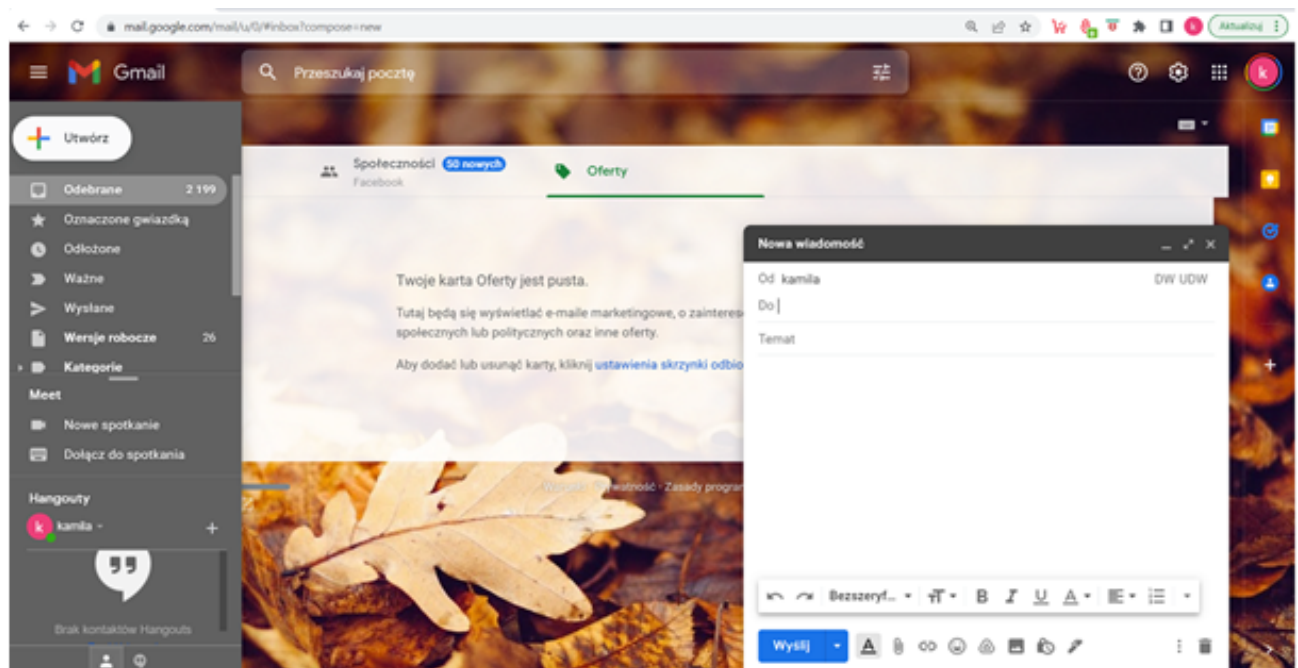 mail.google.com/mail/u/0/#inbox?compose=new
Aktualizuj
Gmail
Przeszukaj pocztę
k
Utwórz
Odebrane 2 199
Oznaczone gwiazdką
Odłożone
Ważne
Wysłane
Wersje robocze 26
Kategorie
Meet
Nowe spotkanie
Dołącz do spotkania
Hangouty
k kamila
Brak kontaktów Hangouts
Społeczności 50 nowych
Facebook
Oferty
Twoje karta Oferty jest pusta.
Tutaj będą się wyświetlać e-maile marketingowe, o zainteres
społecznych lub politycznych oraz inne oferty.
Aby dodać lub usunąć karty, kliknij ustawienia skrzynki odbio
Prywatność · Zasady program
Nowa wiadomość
Od kamila DW UDW
Do
Temat
Bezszeryf...
B I U A
Wyślij A